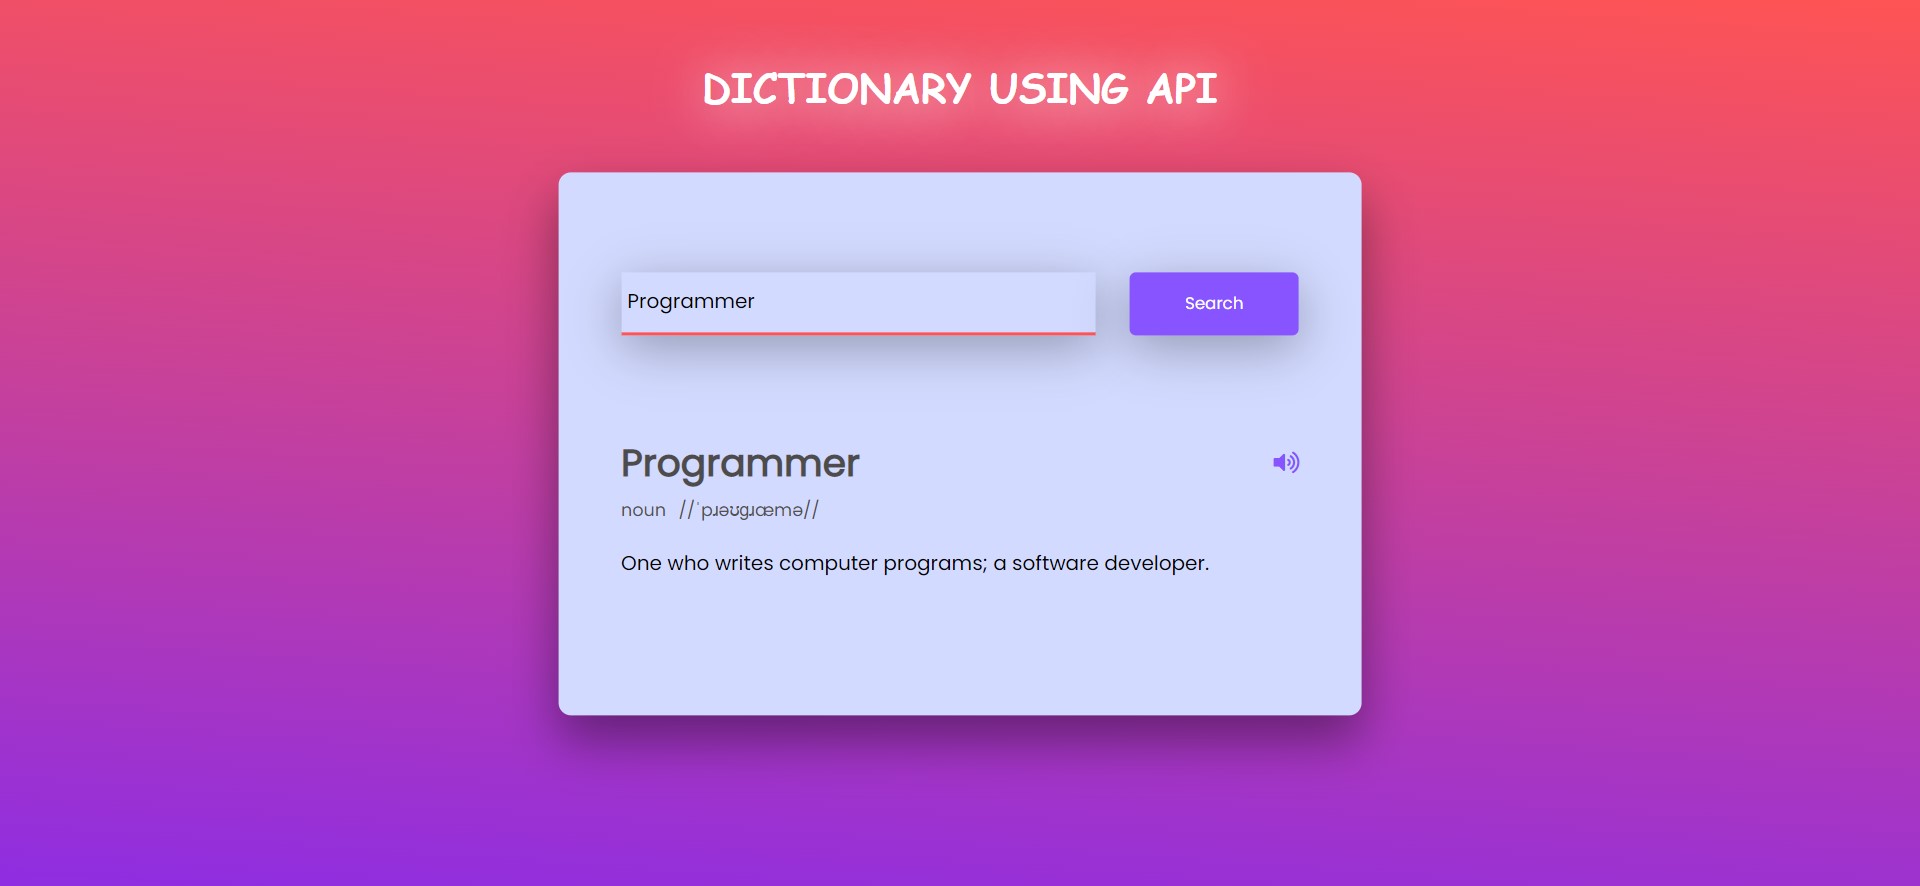 DICTIONARY USING API
Programmer
Search
Programmer
noun //ˈpɹəʊɡɹæmə//
One who writes computer programs; a software developer.